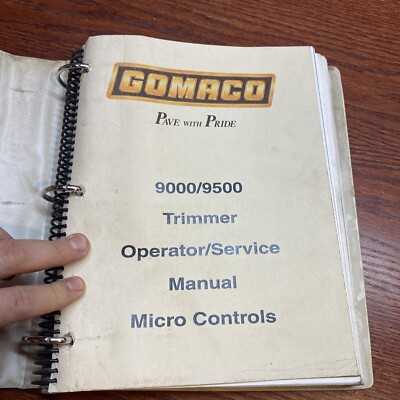 GOMACO
PAVE WITH PRIDE
9000/9500
Trimmer
Operator/Service
Manual
Micro Controls